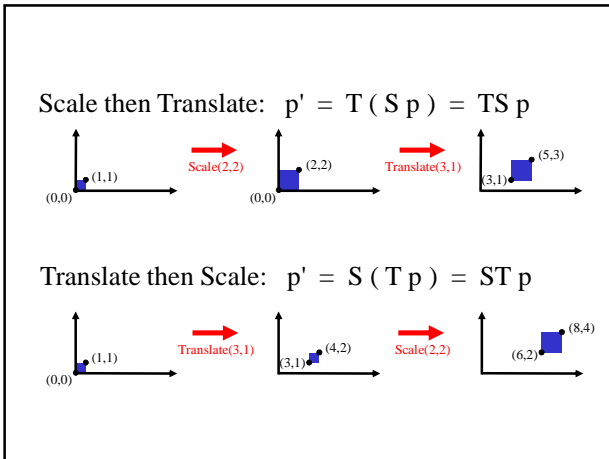 Scale then Translate: p' = T ( S p ) = TS p
(1,1)
(0,0)
Scale(2,2)
(2,2)
(0,0)
Translate(3,1)
(5,3)
(3,1)
Translate then Scale: p' = S ( T p ) = ST p
(1,1)
(0,0)
Translate(3,1)
(4,2)
(3,1)
Scale(2,2)
(8,4)
(6,2)